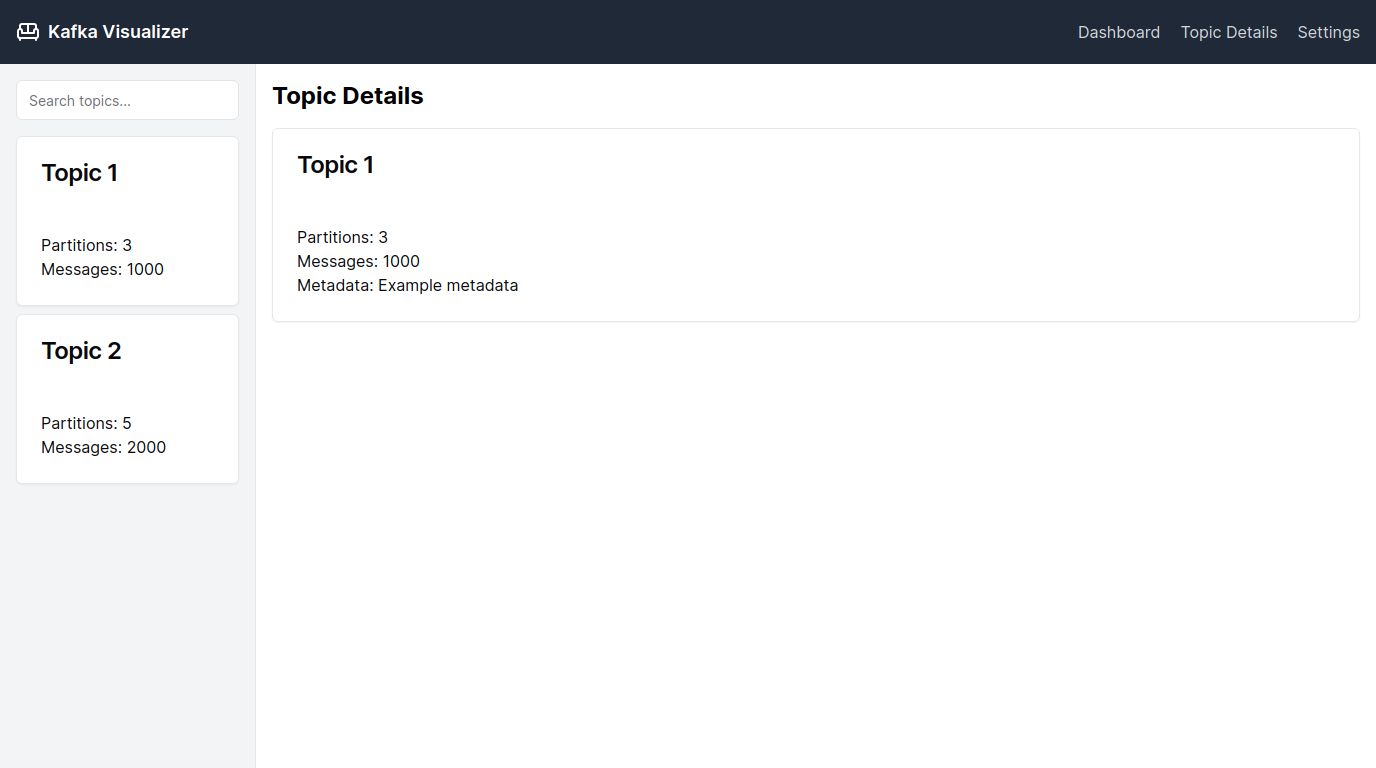 Kafka Visualizer
Dashboard
Topic Details
Settings
Search topics...
Topic 1
Partitions: 3
Messages: 1000
Topic 2
Partitions: 5
Messages: 2000
Topic Details
Topic 1
Partitions: 3
Messages: 1000
Metadata: Example metadata